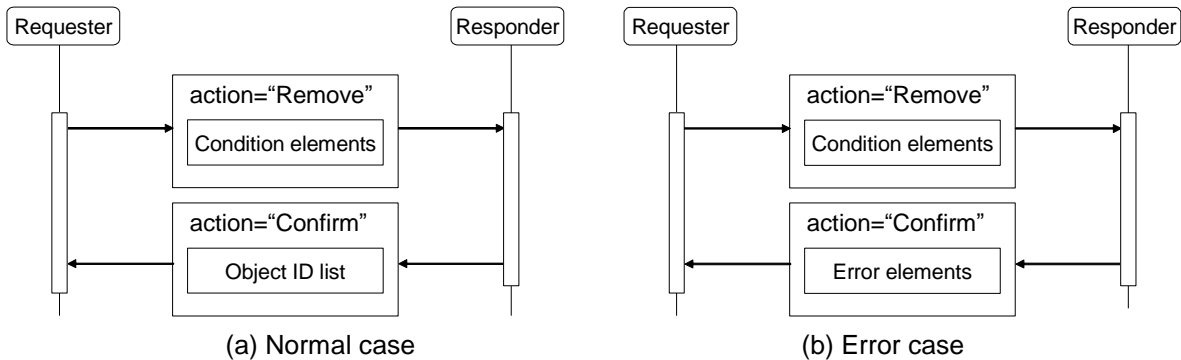 Requester
Responder
action=“Remove”
Condition elements
action=“Confirm”
Object ID list
(a) Normal case
Requester
Responder
action=“Remove”
Condition elements
action=“Confirm”
Error elements
(b) Error case